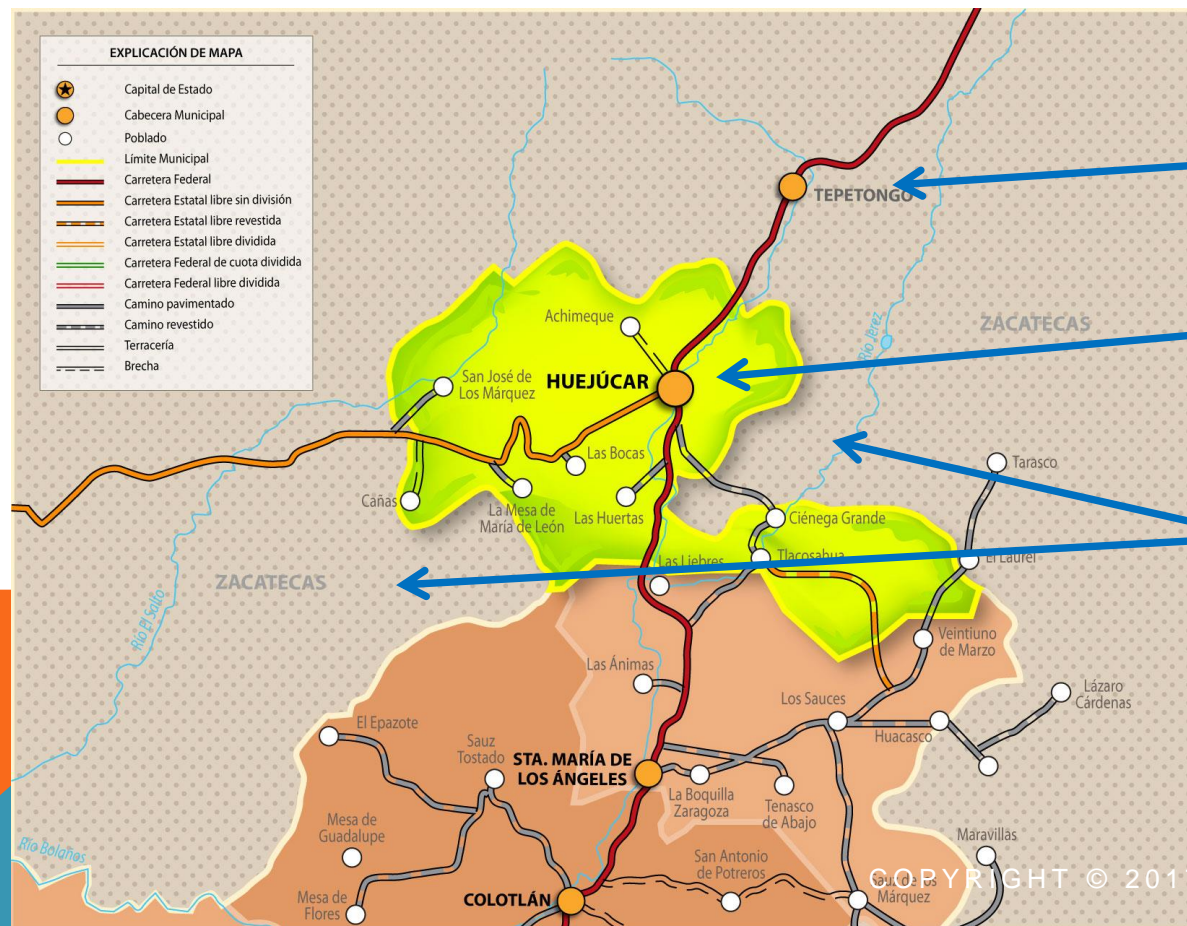 EXPLICACIÓN DE MAPA
Capital de Estado
Cabecera Municipal
Poblado
Límite Municipal
Carretera Federal
Carretera Estatal libre sin división
Carretera Estatal libre revestida
Carretera Estatal libre dividida
Carretera Federal de cuota dividida
Carretera Federal libre dividida
Camino pavimentado
Camino revestido
Terracería
Brecha
TEPETONGO
Achimeque
ZACATECAS
Río Jerez
HUEJÚCAR
San José de
Los Márquez
Las Bocas
Tarasco
Cañas
La Mesa de
María de León
Las Huertas
Ciénega Grande
Tlacosahua
Las Liebres
El Laurel
ZACATECAS
Río El Salto
Veintiuno
de Marzo
Las Ánimas
Los Sauces
Lázaro
Cárdenas
El Epazote
Huacasco
Sauz
Tostado
STA. MARÍA DE
LOS ÁNGELES
La Boquilla
Zaragoza
Tenasco
de Abajo
Mesa de
Guadalupe
Maravillas
Río Bolaños
San Antonio
de Potreros
Sauz de los
Márquez
Mesa de
Flores
COLOTLÁN
COPYRIGHT © 201